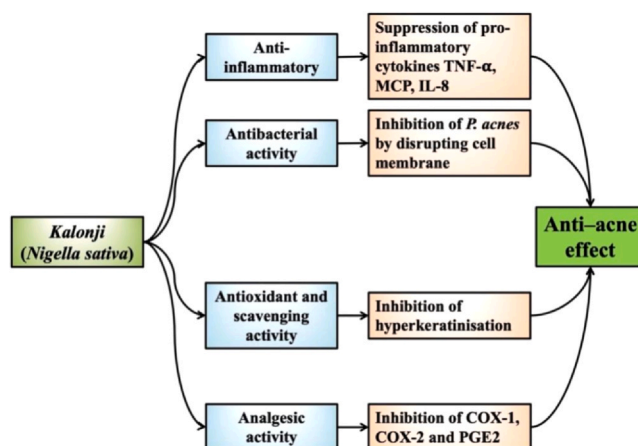 Anti-
inflammatory
Suppression of pro-
inflammatory
cytokines TNF-α,
MCP, IL-8
Antibacterial
activity
Inhibition of P. acnes
by disrupting cell
membrane
Kalonji
(Nigella sativa)
Anti–acne
effect
Antioxidant and
scavenging
activity
Inhibition of
hyperkeratinisation
Analgesic
activity
Inhibition of COX-1,
COX-2 and PGE2